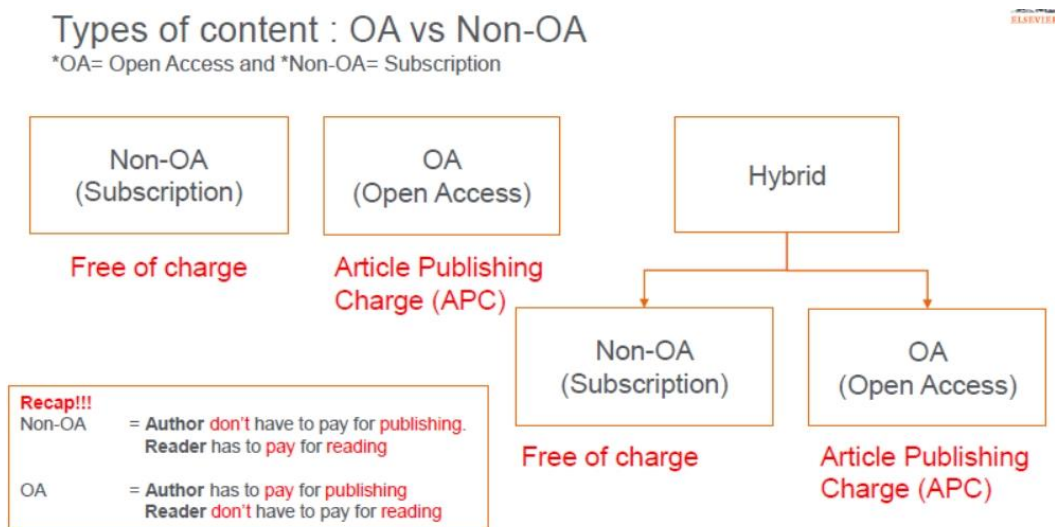 Types of content : OA vs Non-OA
*OA= Open Access and *Non-OA= Subscription
ELSEVIER
Non-OA
(Subscription)
Free of charge
OA
(Open Access)
Article Publishing
Charge (APC)
Hybrid
Non-OA
(Subscription)
Free of charge
OA
(Open Access)
Article Publishing
Charge (APC)
Recap!!!
Non-OA = Author don't have to pay for publishing.
Reader has to pay for reading
OA = Author has to pay for publishing
Reader don't have to pay for reading